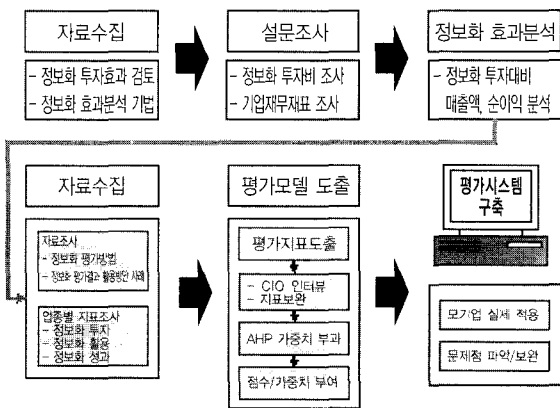 자료수집
- 정보화 투자효과 검토
- 정보화 효과분석 기법
설문조사
- 정보화 투자비 조사
- 기업재무재표 조사
정보화 효과분석
- 정보화 투자대비
매출액, 순이익 분석
자료수집
자료조사
- 정보화 평가방법
- 정보화 평가결과 활용방안 사례
업종별 지표조사
- 정보화 투자
- 정보화 활용
- 정보화 성과
평가모델 도출
평가지표도출
- CIO 인터뷰
- 지표보완
AHP 가중치 부과
점수/가중치 부여
평가시스템
구축
모기업 실제 적용
문제점 파악/보완